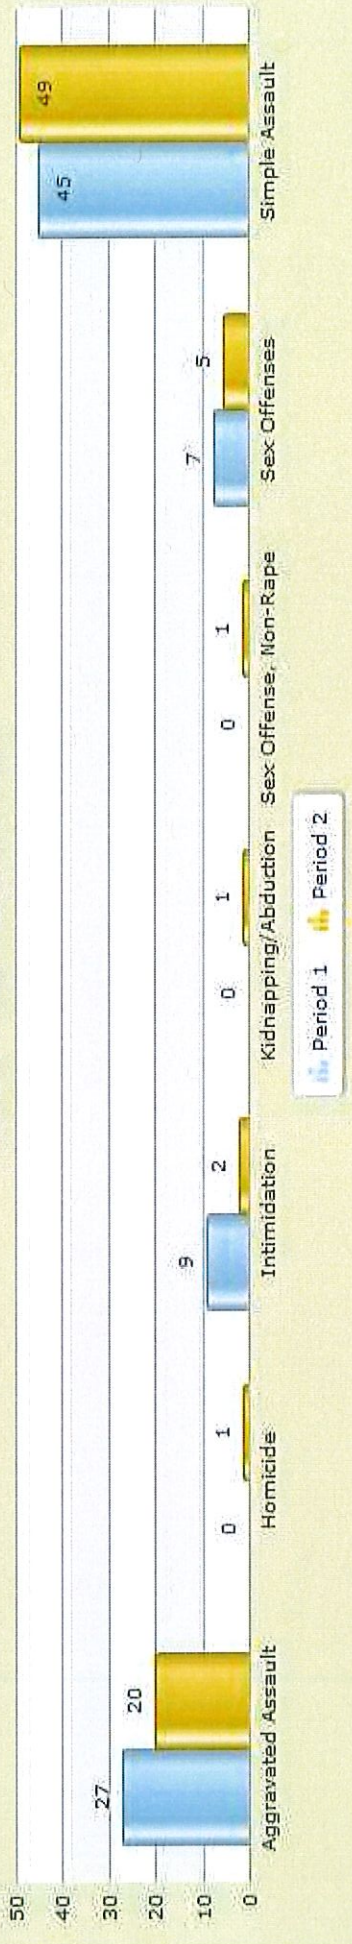 50
40
30
20
10
0
27
20
0
1
9
2
0
1
0
1
7
5
45
49
Aggravated Assault
Homicide
Intimidation
Kidnapping/Abduction
Sex Offense, Non-Rape
Sex Offenses
Simple Assault
Period 1 Period 2